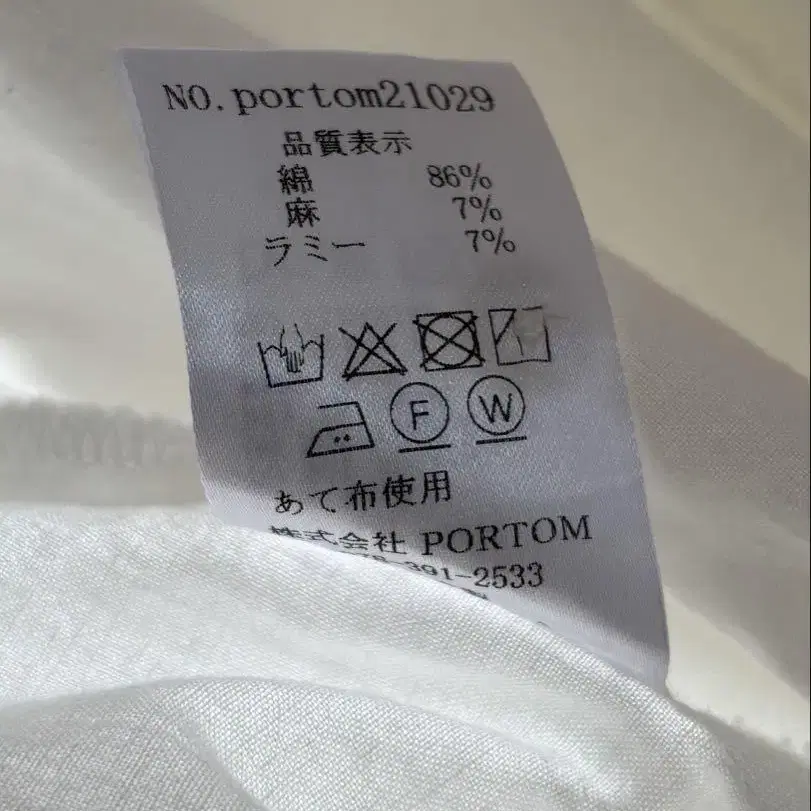 NO.portom21029
品質表示
綿 86%
麻 7%
ラミー 7%
F W
あて布使用
株式会社 PORTOM
-391-2533